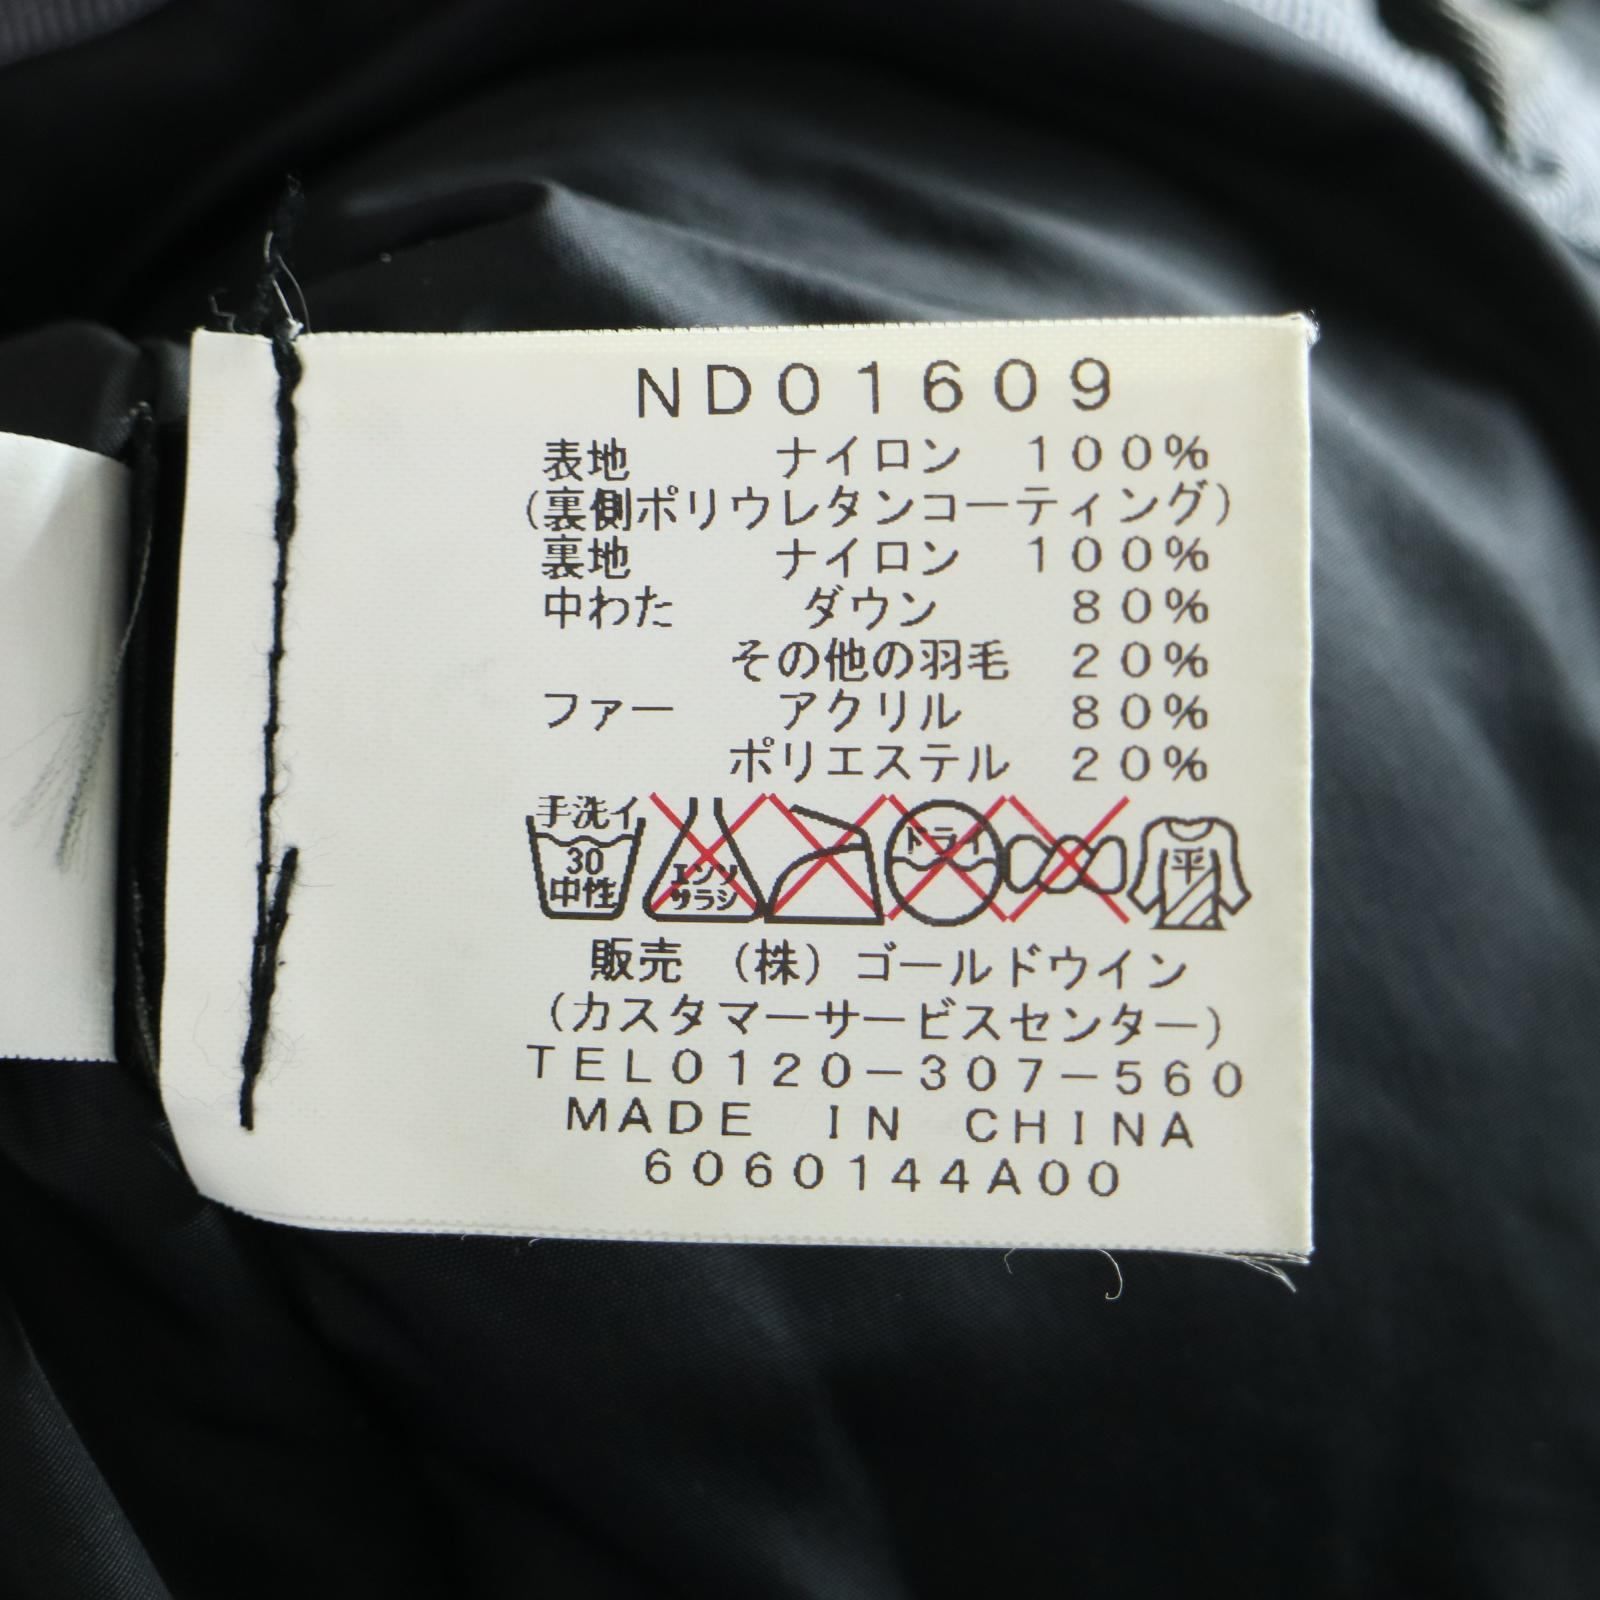 ND01609
表地 ナイロン 100%
(裏側ポリウレタンコーティング)
裏地 ナイロン 100%
中わた ダウン 80%
その他の羽毛 20%
ファー アクリル 80%
ポリエステル 20%
手洗イ
30
中性
エンソ
サラシ
ドライ
平
販売 (株)ゴールドウイン
(カスタマーサービスセンター)
TEL0120-307-560
MADE IN CHINA
6060144A00